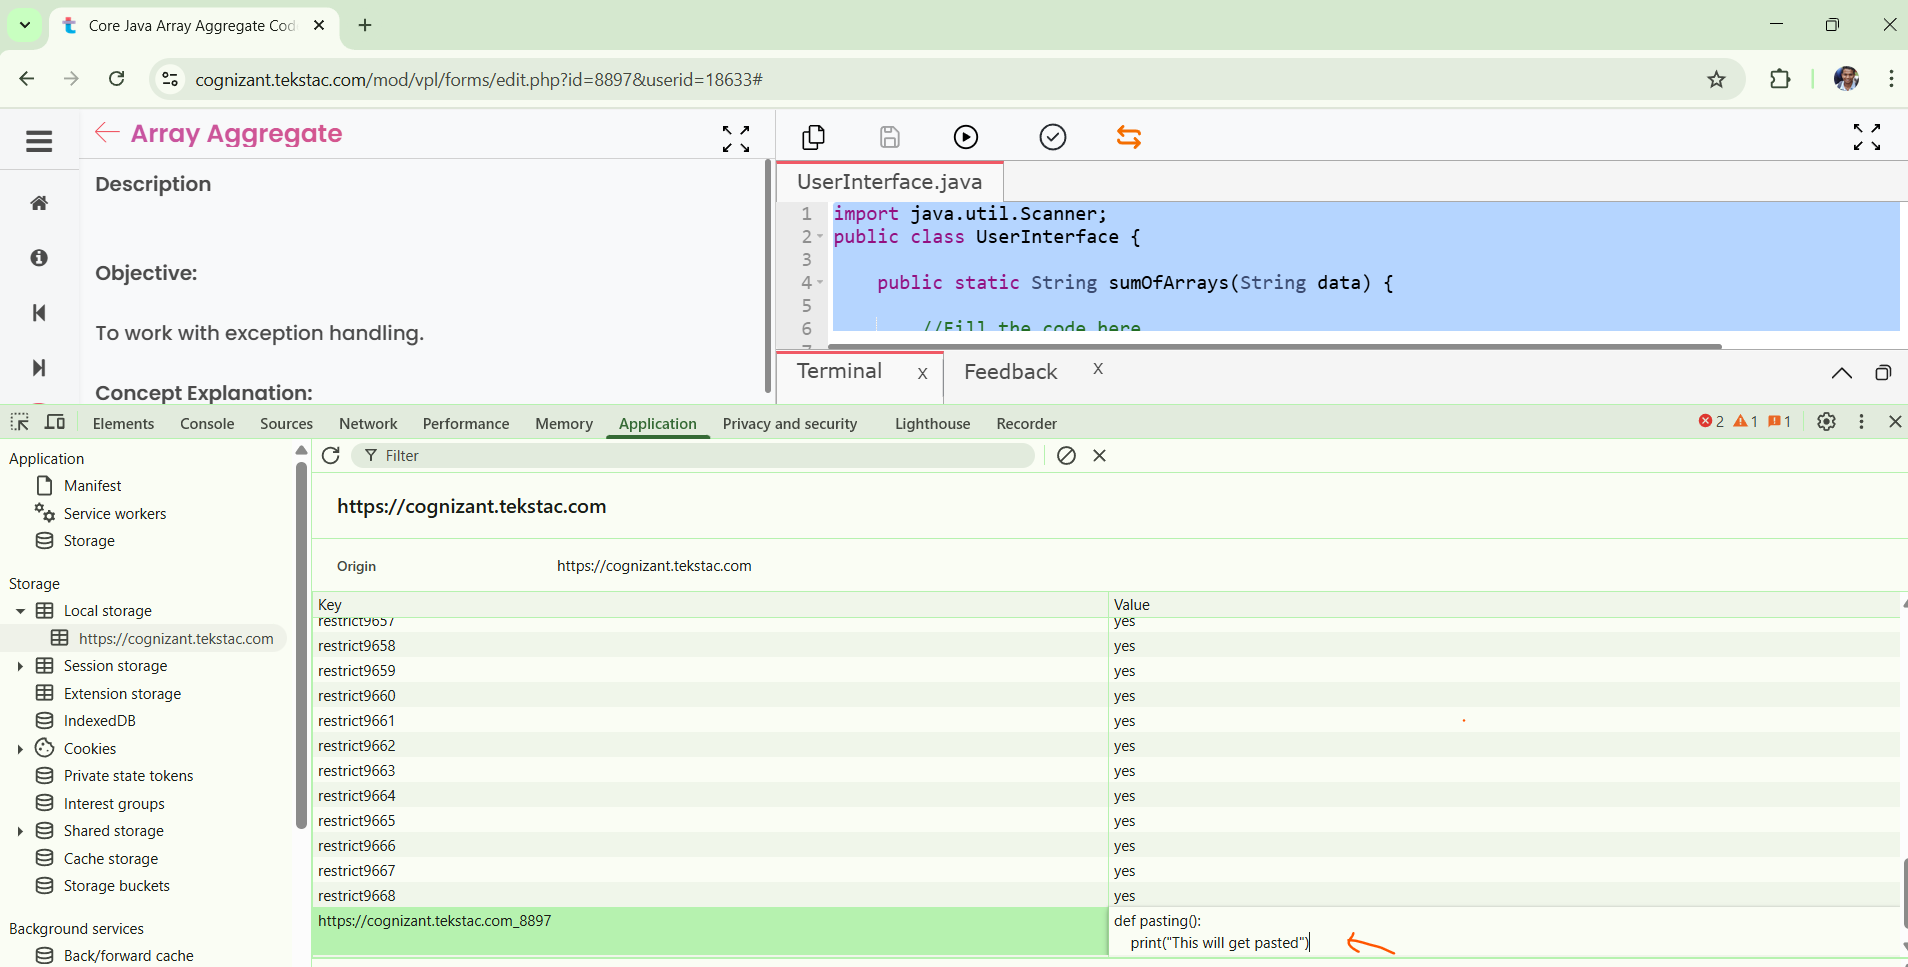 Core Java Array Aggregate Cod
cognizant.tekstac.com/mod/vpl/forms/edit.php?id=8897&userid=18633#
Array Aggregate
Description
Objective:
To work with exception handling.
Concept Explanation:
UserInterface.java
1 import java.util.Scanner;
2 public class UserInterface {
3
4 public static String sumOfArrays(String data) {
5
6 //Fill the code here
7
Terminal x Feedback x
Elements Console Sources Network Performance Memory Application Privacy and security Lighthouse Recorder 2 1 1
Application
Manifest
Service workers
Storage
Storage
Local storage
https://cognizant.tekstac.com
Session storage
Extension storage
IndexedDB
Cookies
Private state tokens
Interest groups
Shared storage
Cache storage
Storage buckets
Background services
Back/forward cache
Filter
https://cognizant.tekstac.com
Origin https://cognizant.tekstac.com
Key Value
restrict9657 yes
restrict9658 yes
restrict9659 yes
restrict9660 yes
restrict9661 yes
restrict9662 yes
restrict9663 yes
restrict9664 yes
restrict9665 yes
restrict9666 yes
restrict9667 yes
restrict9668 yes
https://cognizant.tekstac.com_8897 def pasting():
print("This will get pasted")